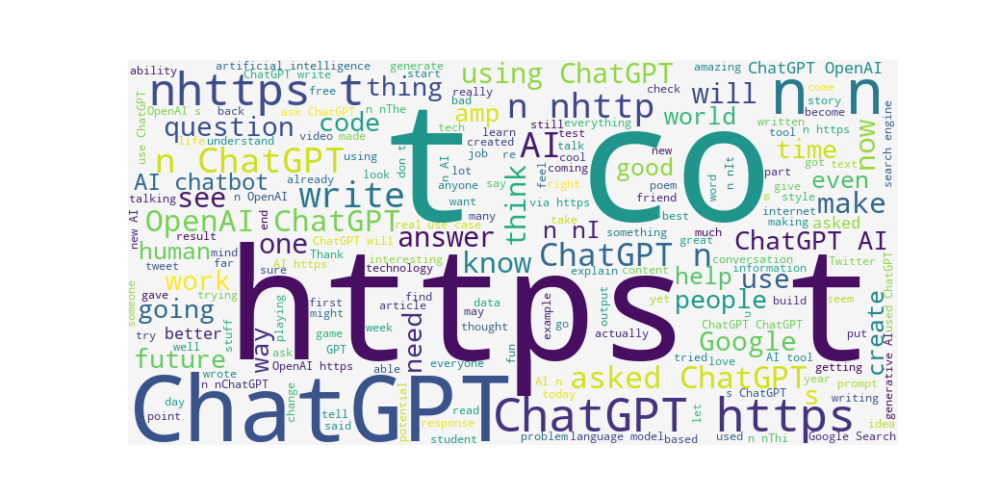 ability
artificial intelligence
generate
amazing
ChatGPT OpenAI
ChatGPT write
start
nhttps t
thing
using ChatGPT
n n
free
really
check
come
OpenAI s
back
ask ChatGPT
n nThe
bad
amp
n nhttp
will
story
become
use ChatGPT
question
video
made
code
t co
tech
learn
still
everything
world
written
tool
n https
life
understand
created
test
AI
talk
new
time
now
search engine
n ChatGPT
using
don t
job
re
cool
good
got
text
AI chatbot
look
n AI
lot
feel
coming
word
n nIt
part
even
talking
see
already
anyone
say
right
poem
m
give
style
n OpenAI
write
want
think
via https
friend
internet
make
new AI
OpenAI ChatGPT
end
real use case
many
take
best
making
asked
result
one
answer
n nI
something
much
ChatGPT AI
human
mind
ChatGPT will
know
ChatGPT n
great
tweet
far
Thank
interesting
conversation
Twitter
work
sure
AI https
technology
explain
content
help
information
use
used ChatGPT
someone
gave
trying
https t
output
people
create
going
playing
first
find
data
example
yet
u
build
seem
might
article
may
try
better
way
game
week
need
thought
go
actually
Google
ChatGPT ChatGPT
put
well
stuff
ask
GPT
fun
tried
love
AI tool
generative AI
future
OpenAI https
able
everyone
getting
wrote
n nChatGPT
change
AI n
asked ChatGPT
year
prompt
ChatGPT
potential
today
s
s ChatGPT
writing
day
tell
read
ChatGPT https
let
idea
point
said
response
student
problem
language model
based
used
n nThi
Google Search